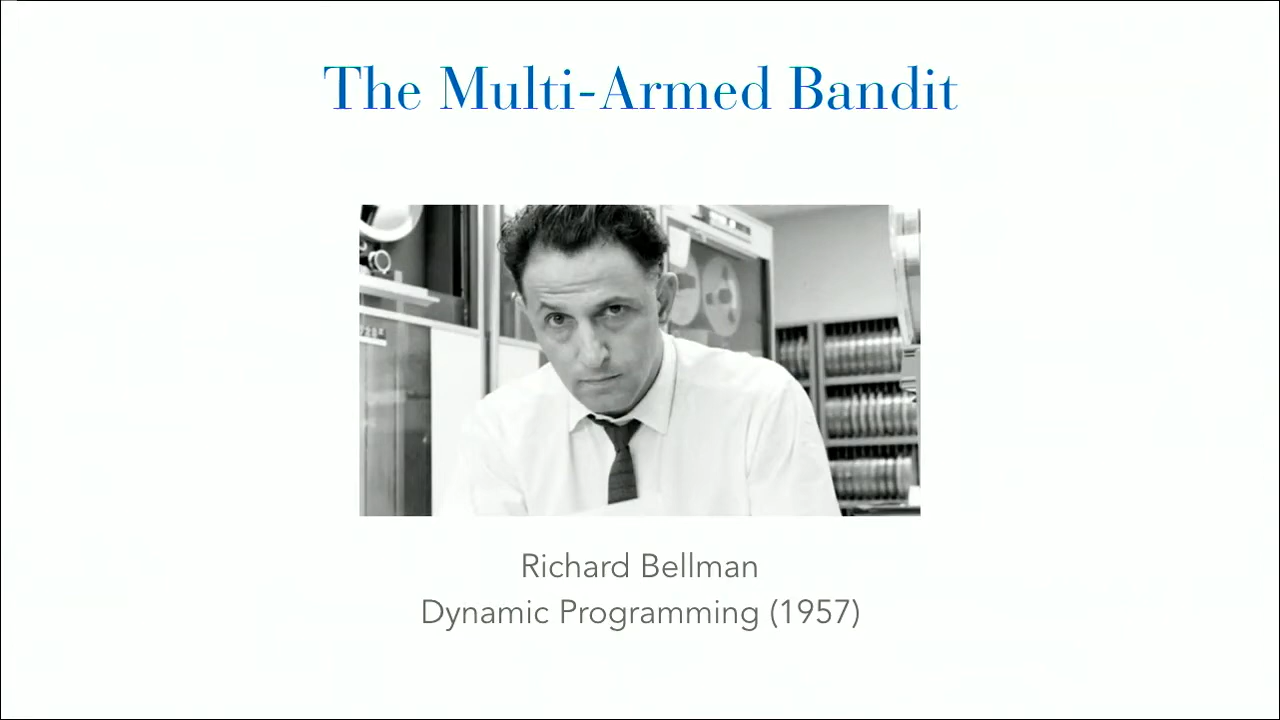 The Multi-Armed Bandit
Richard Bellman
Dynamic Programming (1957)